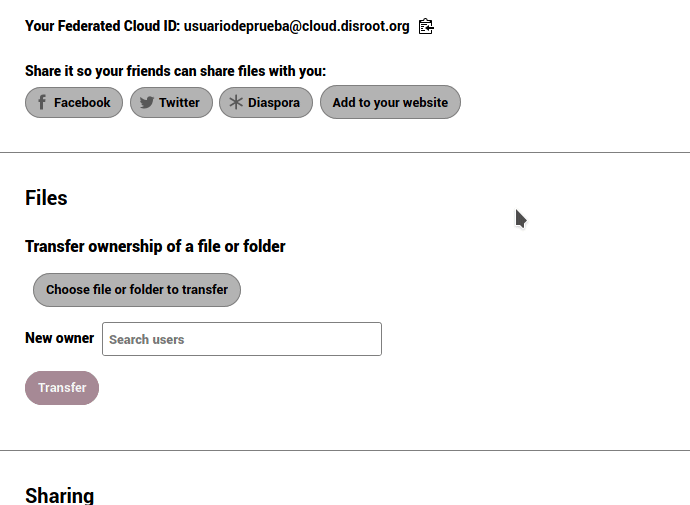 Your Federated Cloud ID: usuariodeprueba@cloud.disroot.org
Share it so your friends can share files with you:
Facebook Twitter Diaspora Add to your website
Files
Transfer ownership of a file or folder
Choose file or folder to transfer
New owner Search users
Transfer
Sharing